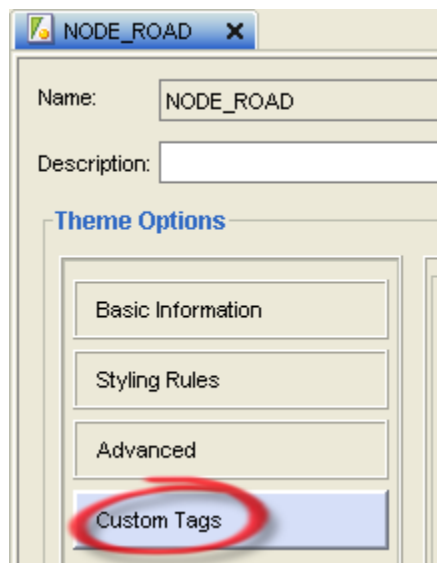 NODE_ROAD
Name: NODE_ROAD
Description:
Theme Options
Basic Information
Styling Rules
Advanced
Custom Tags